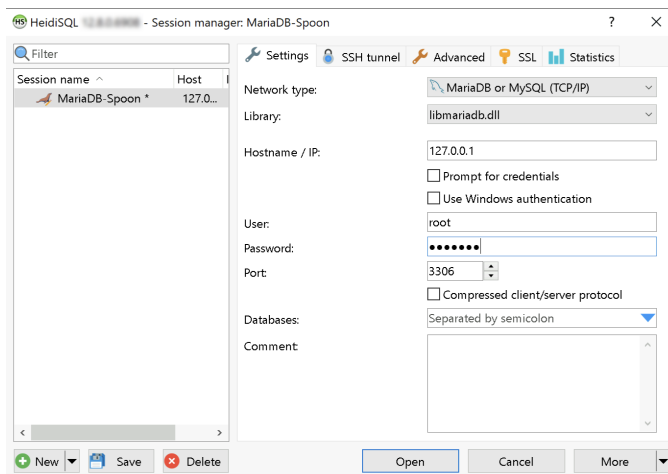 HeidiSQL - Session manager: MariaDB-Spoon
Filter
Session name Host
MariaDB-Spoon * 127.0...
Settings SSH tunnel Advanced SSL Statistics
Network type: MariaDB or MySQL (TCP/IP)
Library: libmariadb.dll
Hostname / IP: 127.0.0.1
Prompt for credentials
Use Windows authentication
User: root
Password: ●●●●●●●
Port: 3306
Compressed client/server protocol
Databases: Separated by semicolon
Comment:
New Save Delete Open Cancel More